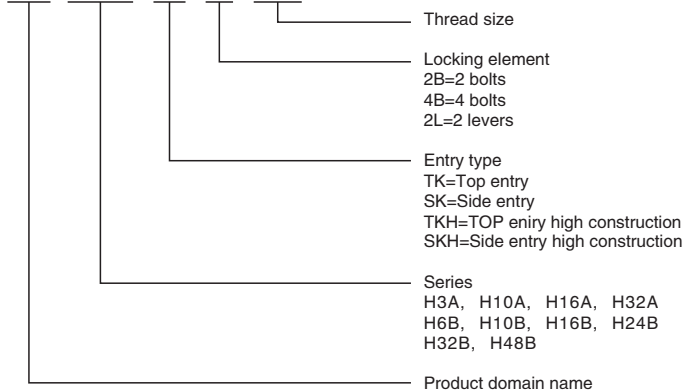 Thread size
Locking element
2B=2 bolts
4B=4 bolts
2L=2 levers
Entry type
TK=Top entry
SK=Side entry
TKH=TOP eniry high construction
SKH=Side entry high construction
Series
H3A, H10A, H16A, H32A
H6B, H10B, H16B, H24B
H32B, H48B
Product domain name